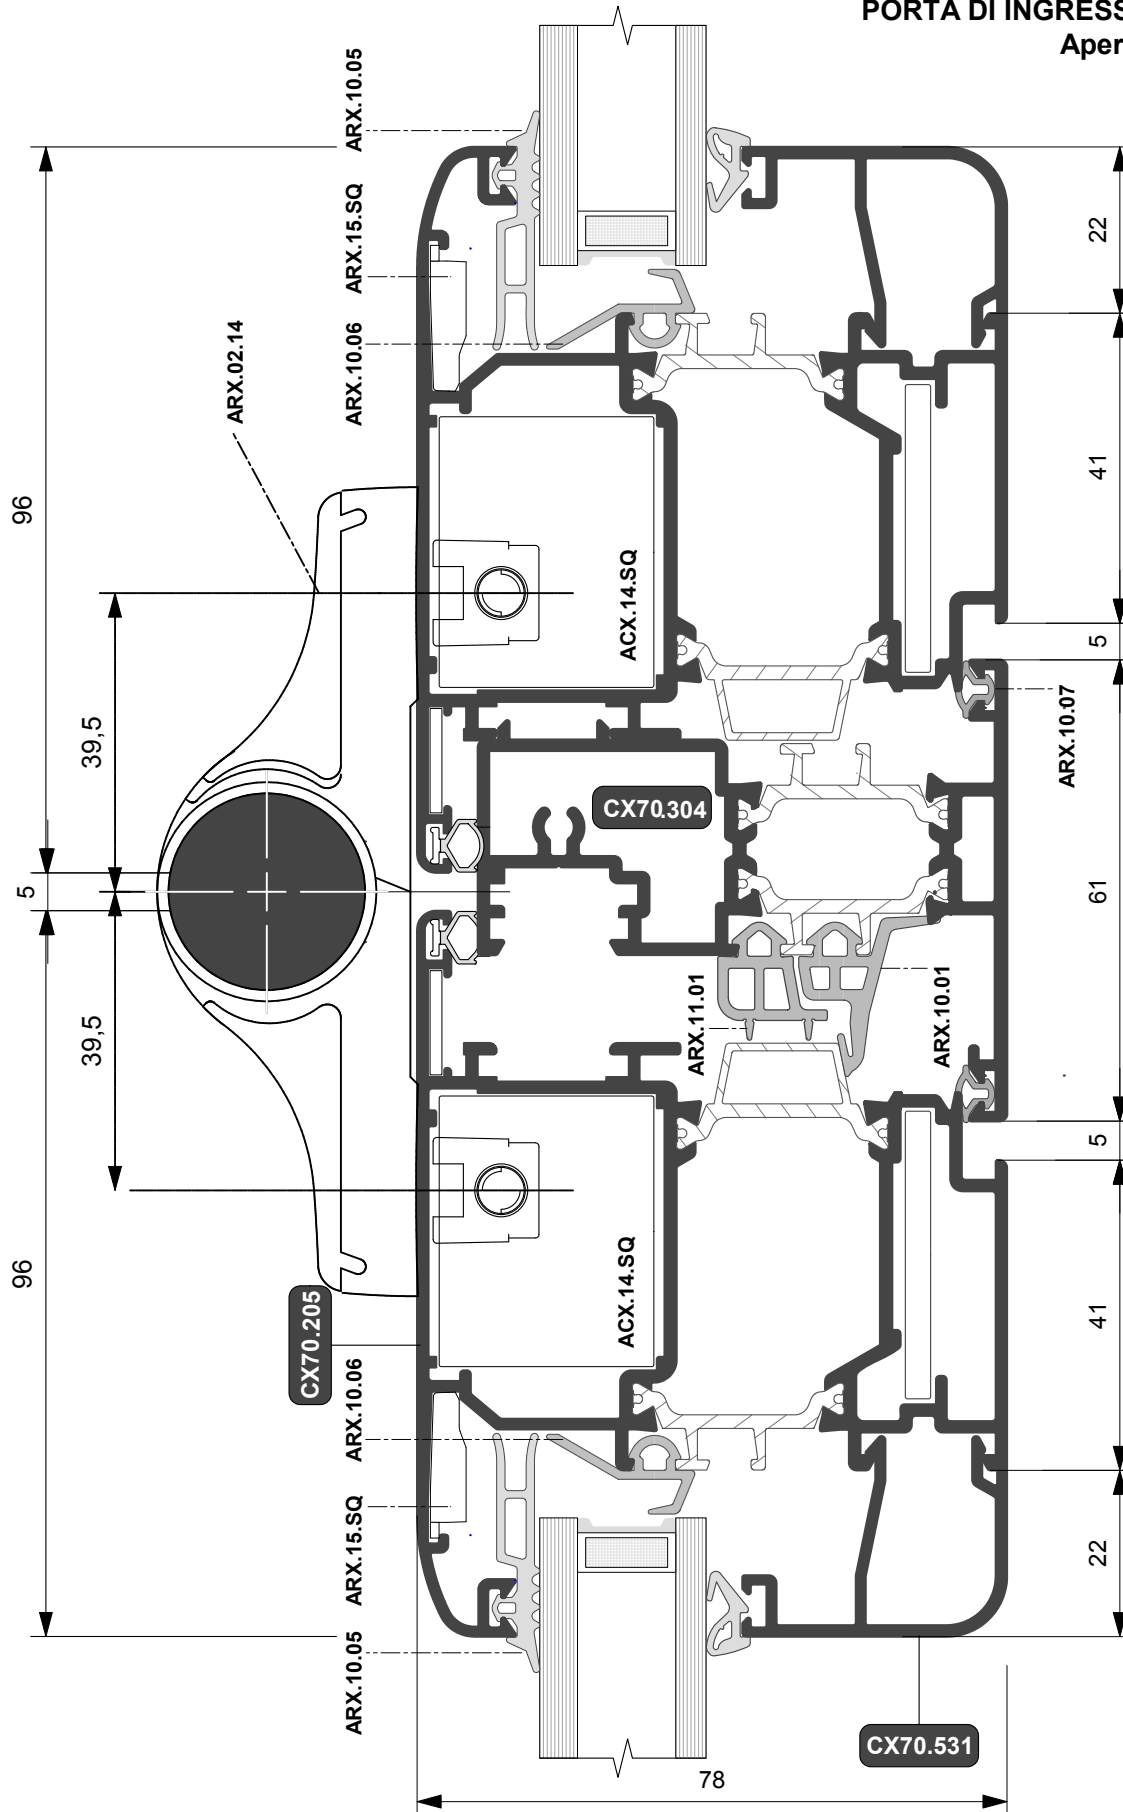 PORTA DI INGRESS
Aper
ARX.10.05
ARX.15.SQ
ARX.10.06
ARX.02.14
96
22
41
5
39,5
ACX.14.SQ
ARX.10.07
CX70.304
5
61
ARX.11.01
ARX.10.01
39,5
5
96
ACX.14.SQ
41
CX70.205
ARX.10.06
ARX.15.SQ
ARX.10.05
22
CX70.531
78